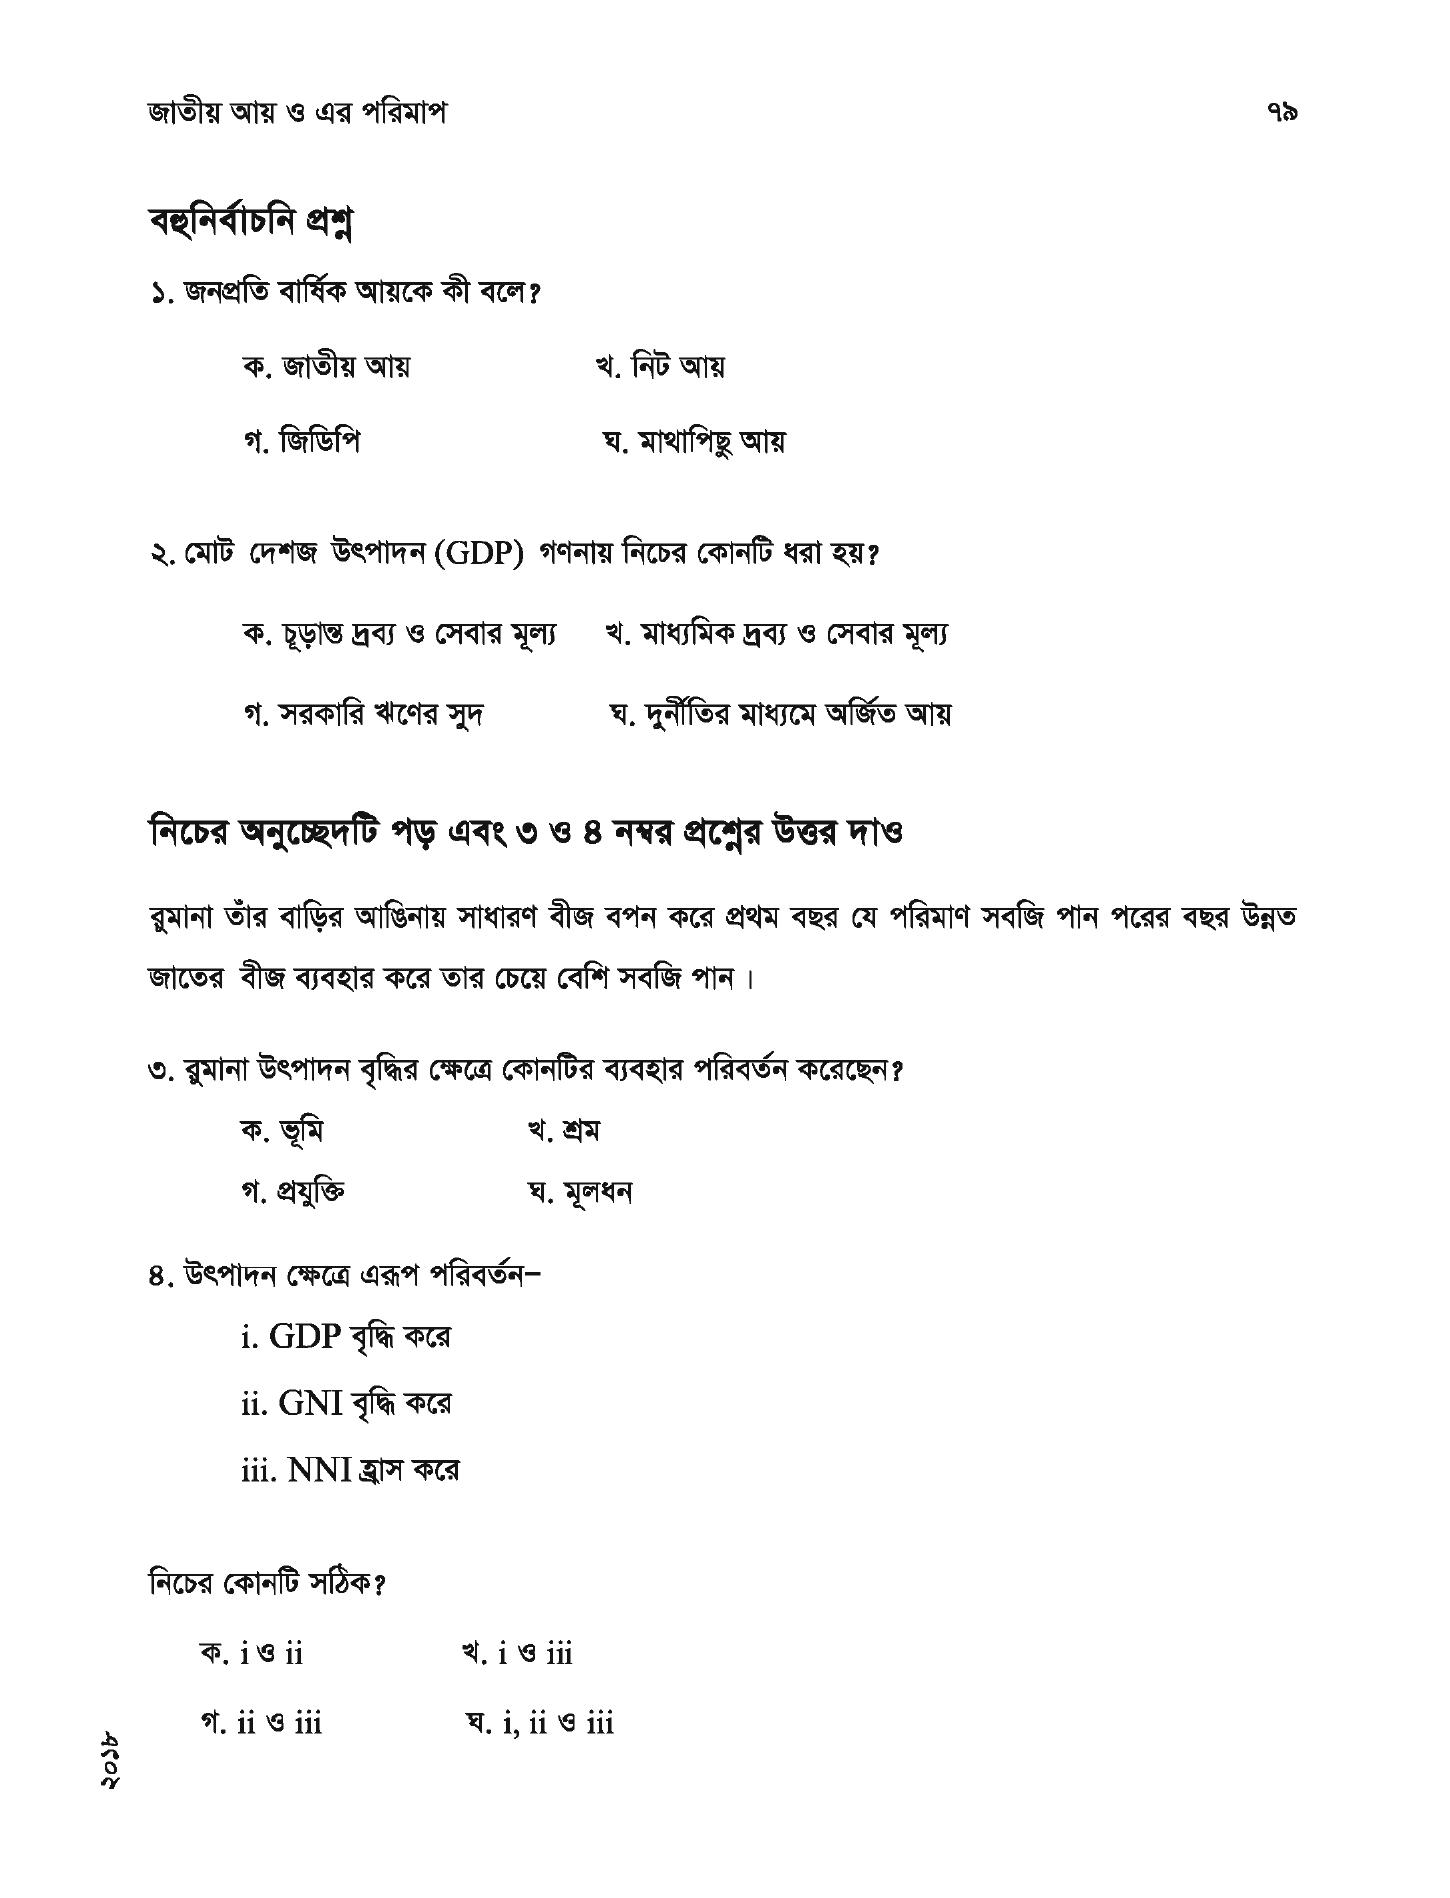 জাতীয় আয় ও এর পরিমাপ ৭৯
বহুনির্বাচনি প্রশ্ন
১. জনপ্রতি বার্ষিক আয়কে কী বলে?
ক. জাতীয় আয় খ. নিট আয়
গ. জিডিপি ঘ. মাথাপিছু আয়
২. মোট দেশজ উৎপাদন (GDP) গণনায় নিচের কোনটি ধরা হয়?
ক. চূড়ান্ত দ্রব্য ও সেবার মূল্য খ. মাধ্যমিক দ্রব্য ও সেবার মূল্য
গ. সরকারি ঋণের সুদ ঘ. দুর্নীতির মাধ্যমে অর্জিত আয়
নিচের অনুচ্ছেদটি পড় এবং ৩ ও ৪ নম্বর প্রশ্নের উত্তর দাও
রুমানা তাঁর বাড়ির আঙিনায় সাধারণ বীজ বপন করে প্রথম বছর যে পরিমাণ সবজি পান পরের বছর উন্নত
জাতের বীজ ব্যবহার করে তার চেয়ে বেশি সবজি পান।
৩. রুমানা উৎপাদন বৃদ্ধির ক্ষেত্রে কোনটির ব্যবহার পরিবর্তন করেছেন?
ক. ভূমি খ. শ্রম
গ. প্রযুক্তি ঘ. মূলধন
৪. উৎপাদন ক্ষেত্রে এরূপ পরিবর্তন–
i. GDP বৃদ্ধি করে
ii. GNI বৃদ্ধি করে
iii. NNI হ্রাস করে
নিচের কোনটি সঠিক?
ক. i ও ii খ. i ও iii
গ. ii ও iii ঘ. i, ii ও iii
২০১৮